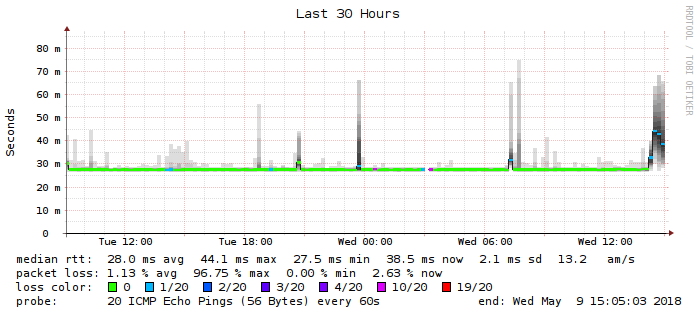 Last 30 Hours
RRDTOOL / TOBI OETIKER
Seconds
80 m
70 m
60 m
50 m
40 m
30 m
20 m
10 m
0
Tue 12:00 Tue 18:00 Wed 00:00 Wed 06:00 Wed 12:00
median rtt: 28.0 ms avg 44.1 ms max 27.5 ms min 38.5 ms now 2.1 ms sd 13.2 am/s
packet loss: 1.13 % avg 96.75 % max 0.00 % min 2.63 % now
loss color: 0 1/20 2/20 3/20 4/20 10/20 19/20
probe: 20 ICMP Echo Pings (56 Bytes) every 60s end: Wed May 9 15:05:03 2018